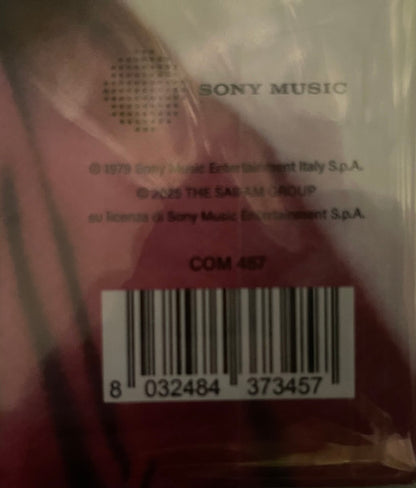 SONY MUSIC
© 1979 Sony Music Entertainment Italy S.p.A.
© 2025 THE SAIFAM GROUP
su licenza di Sony Music Entertainment S.p.A.
COM 457
8 032484 373457